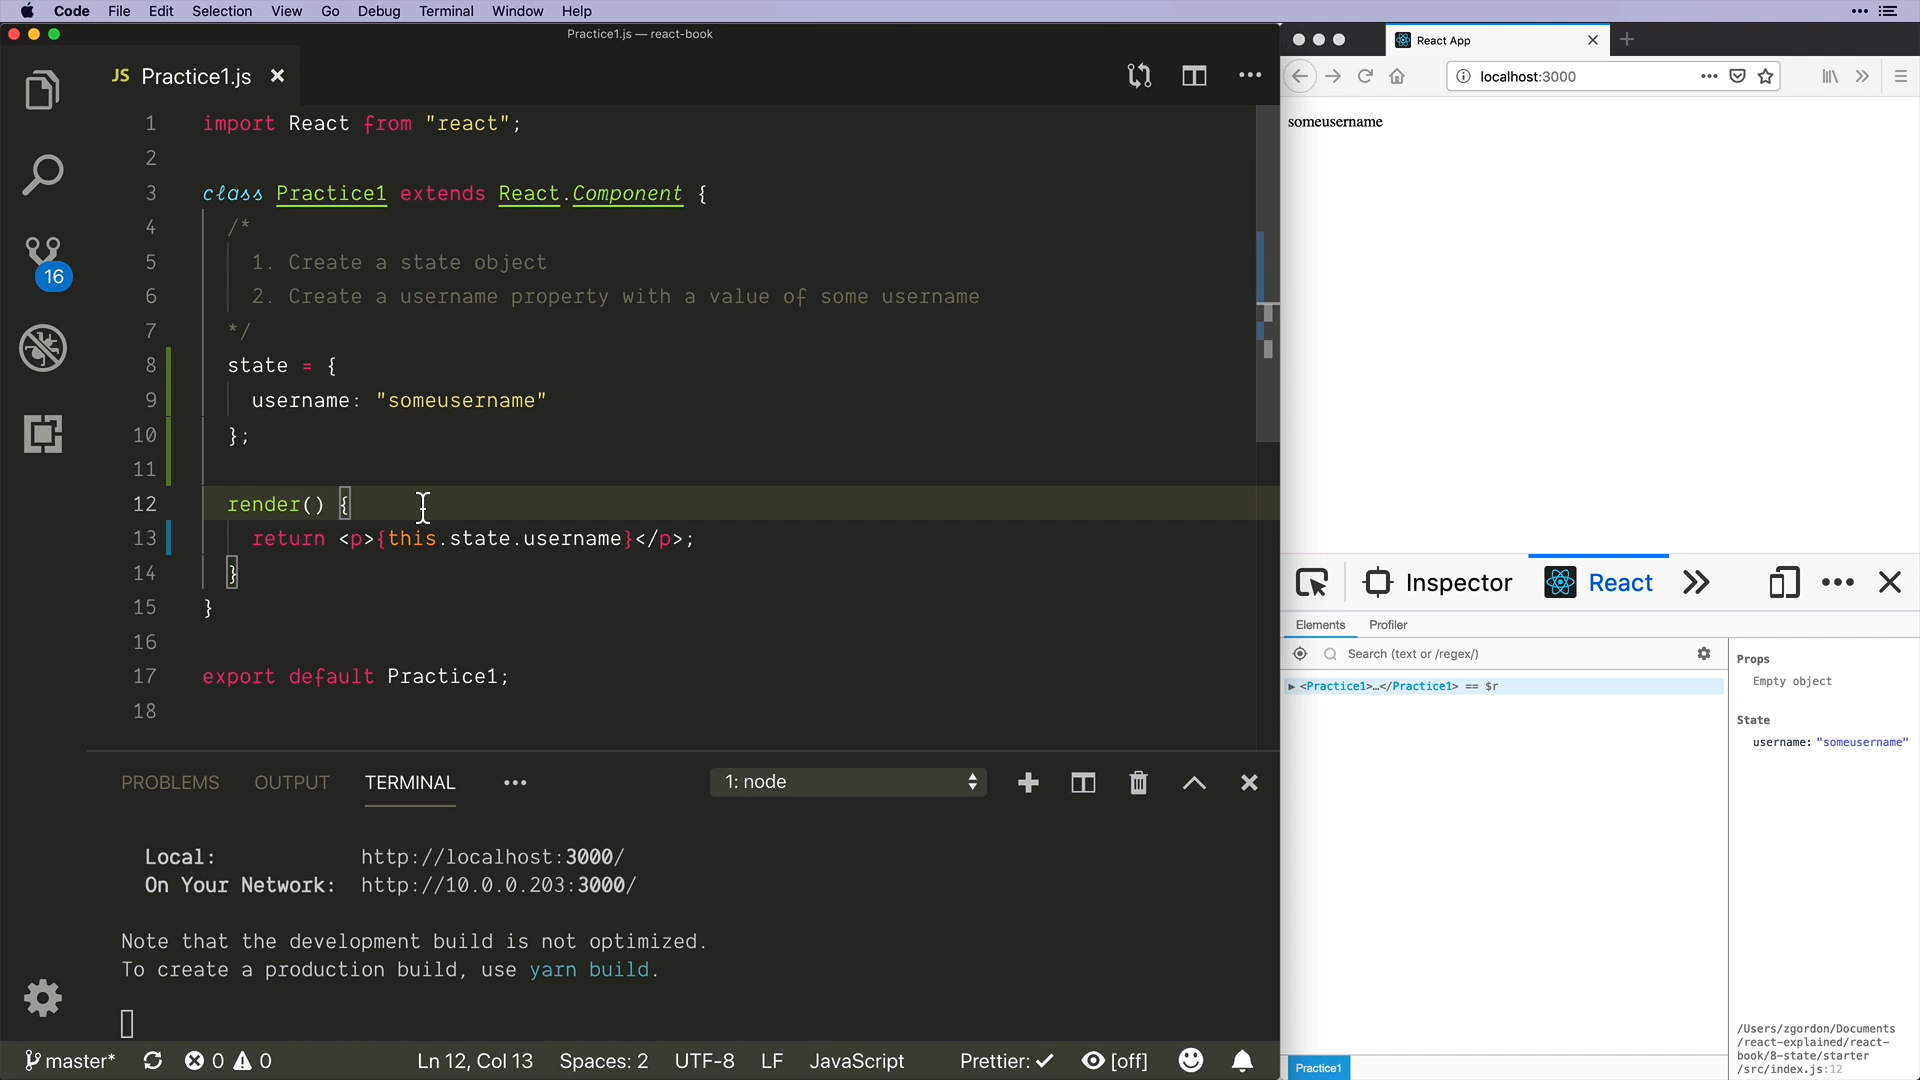 Code File Edit Selection View Go Debug Terminal Window Help
Practice1.js — react-book
JS Practice1.js
1 import React from "react";
2
3 class Practice1 extends React.Component {
4 /*
5 1. Create a state object
6 2. Create a username property with a value of some username
7 */
8 state = {
9 username: "someusername"
10 };
11
12 render() {
13 return <p>{this.state.username}</p>;
14 }
15 }
16
17 export default Practice1;
18
16
PROBLEMS OUTPUT TERMINAL 1: node
Local: http://localhost:3000/
On Your Network: http://10.0.0.203:3000/
Note that the development build is not optimized.
To create a production build, use yarn build.
master* 0 0 Ln 12, Col 13 Spaces: 2 UTF-8 LF JavaScript Prettier: ✓ [off]
React App
localhost:3000
someusername
Inspector React
Elements Profiler
Search (text or /regex/)
<Practice1>…</Practice1> == $r
Props
Empty object
State
username: "someusername"
/Users/zgordon/Documents
/react-explained/react-
book/8-state/starter
/src/index.js:12
Practice1